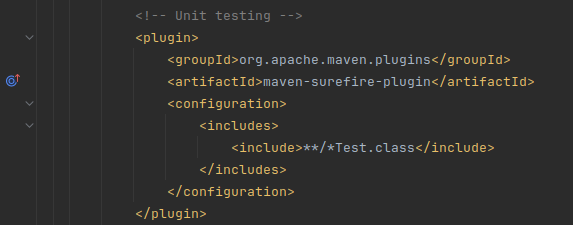 <!-- Unit testing -->
<plugin>
<groupId>org.apache.maven.plugins</groupId>
<artifactId>maven-surefire-plugin</artifactId>
<configuration>
<includes>
<include>**/*Test.class</include>
</includes>
</configuration>
</plugin>